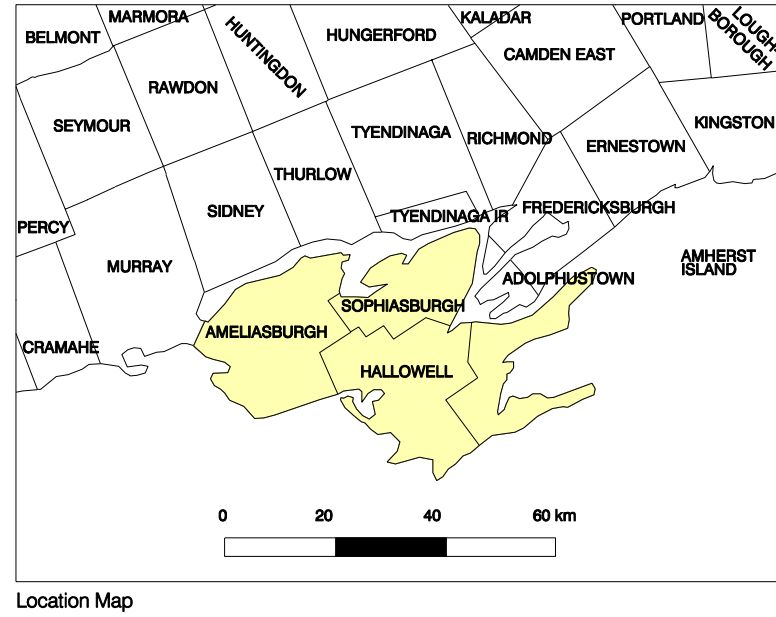 MARMORA
BELMONT
HUNTINGDON
HUNGERFORD
KALADAR
PORTLAND
LOUGH-
BOROUGH
CAMDEN EAST
RAWDON
SEYMOUR
TYENDINAGA
RICHMOND
ERNESTOWN
KINGSTON
THURLOW
SIDNEY
TYENDINAGA IR
FREDERICKSBURGH
PERCY
MURRAY
ADOLPHUSTOWN
AMHERST
ISLAND
SOPHIASBURGH
AMELIASBURGH
CRAMAHE
HALLOWELL
0 20 40 60 km
Location Map